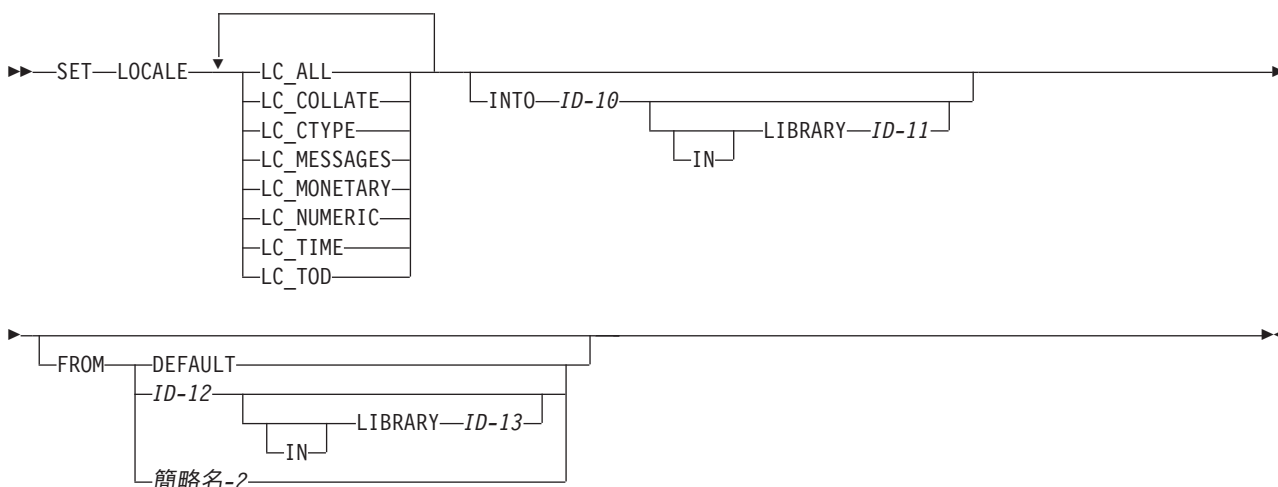 SET LOCALE LC_ALL INTO ID-10 LIBRARY ID-11
LC_COLLATE
LC_CTYPE IN
LC_MESSAGES
LC_MONETARY
LC_NUMERIC
LC_TIME
LC_TOD
FROM DEFAULT
ID-12 LIBRARY ID-13
IN
簡略名-2